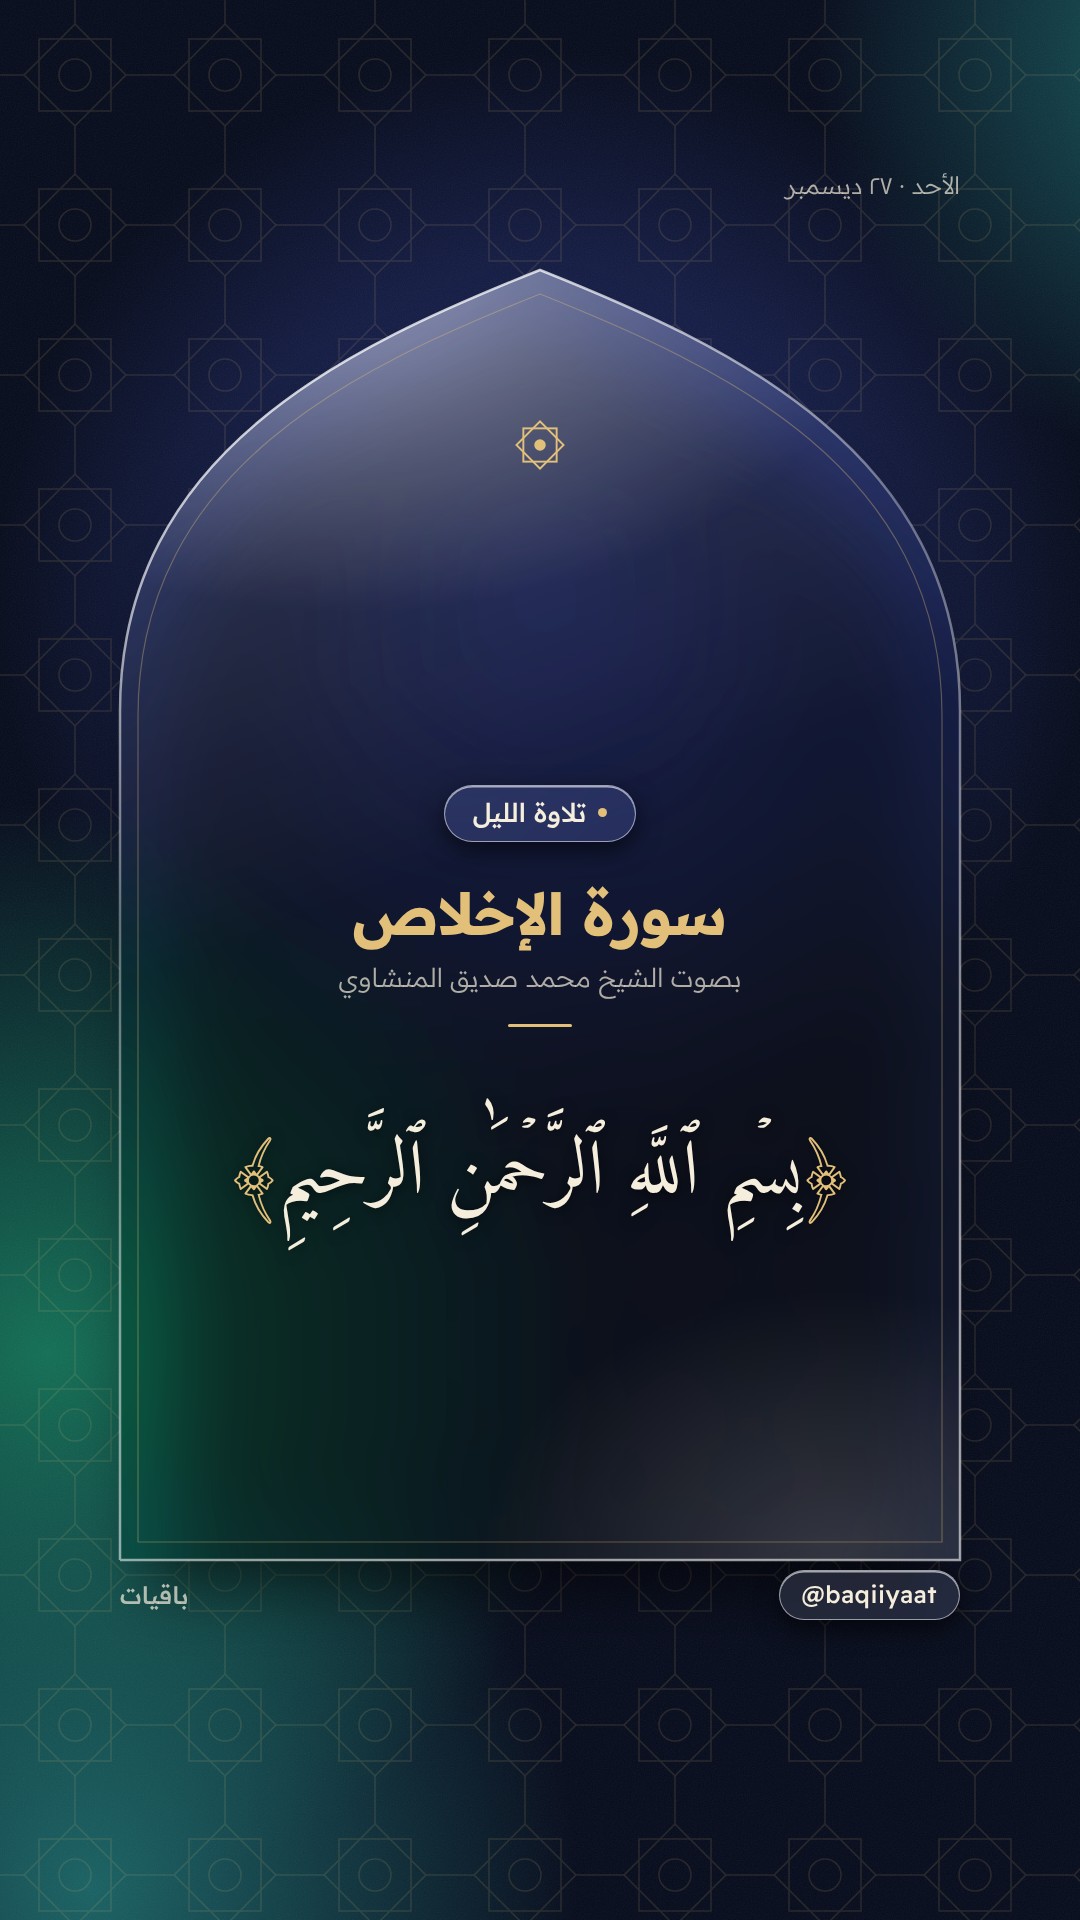 الأحد · ٢٧ ديسمبر
تلاوة الليل
سورة الإخلاص
بصوت الشيخ محمد صديق المنشاوي
﴿بِسۡمِ ٱللَّهِ ٱلرَّحۡمَٰنِ ٱلرَّحِيمِ﴾
@baqiiyaat
باقيات